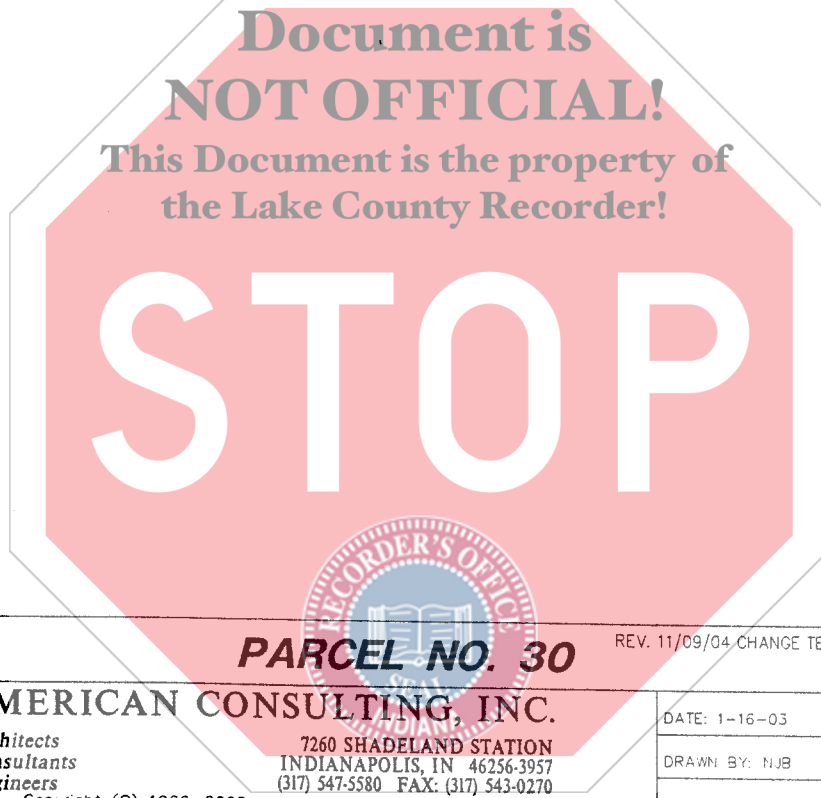 Document is
NOT OFFICIAL!
This Document is the property of
the Lake County Recorder!
STOP
RECORDER'S OFFICE
SEAL
INDIANA
PARCEL NO. 30
REV. 11/09/04 CHANGE TE
MERICAN CONSULTING, INC.
hitects
nsultants
gineers
7260 SHADELAND STATION
INDIANAPOLIS, IN 46256-3957
(317) 547-5580 FAX: (317) 543-0270
DATE: 1-16-03
DRAWN BY: NJB